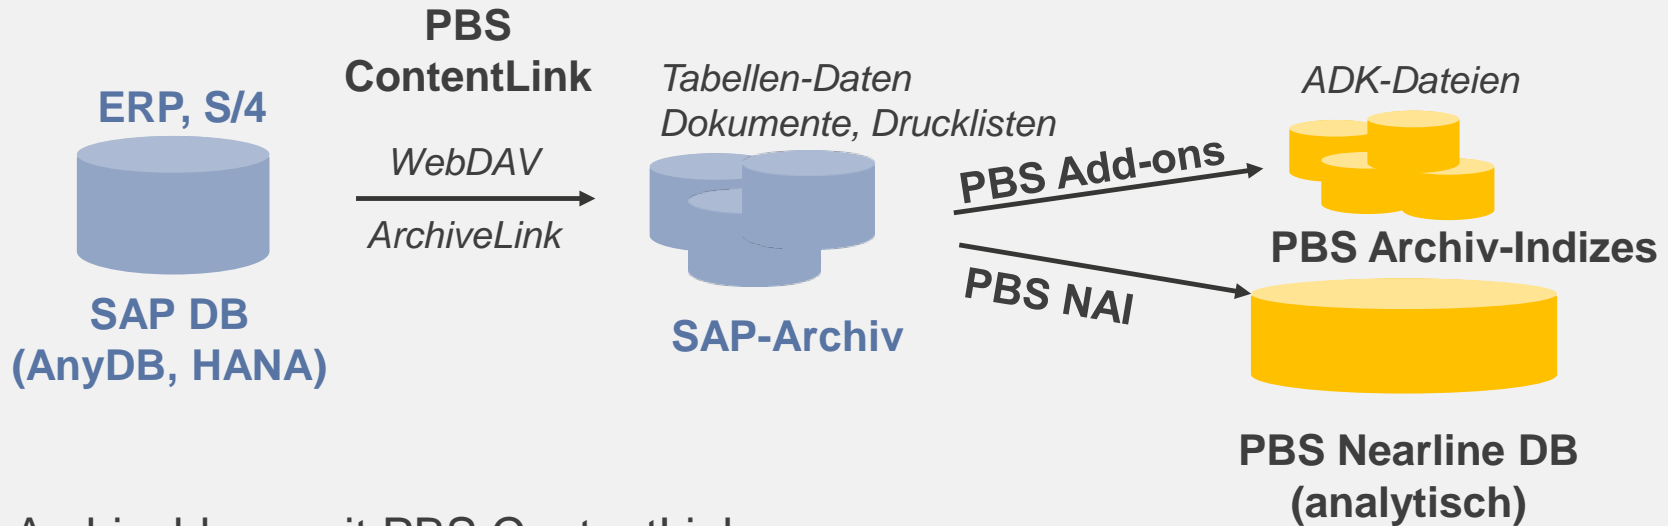 PBS
ContentLink
ERP, S/4
SAP DB
(AnyDB, HANA)
WebDAV
ArchiveLink
Tabellen-Daten
Dokumente, Drucklisten
SAP-Archiv
PBS Add-ons
PBS NAI
ADK-Dateien
PBS Archiv-Indizes
PBS Nearline DB
(analytisch)